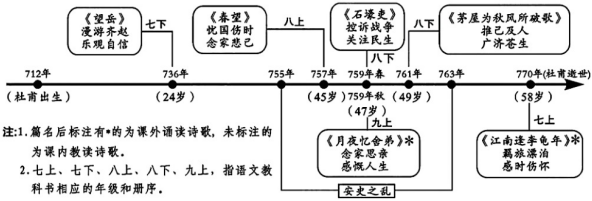 《望岳》
漫游齐赵
乐观自信
七下
《春望》
忧国伤时
念家悲己
八上
《石壕吏》
控诉战争
关注民生
八下
《茅屋为秋风所破歌》
推己及人
广济苍生
八下
712年
(杜甫出生)
736年
(24岁)
755年
757年
(45岁)
759年春
759年秋
(47岁)
761年
(49岁)
763年
770年(杜甫逝世)
(58岁)
九上
《月夜忆舍弟》*
念家思亲
感慨人生
七上
《江南逢李龟年》*
羁旅漂泊
感时伤怀
安史之乱
注:1.篇名后标注有*的为课外诵读诗歌,未标注的
为课内教读诗歌。
2.七上、七下、八上、八下、九上,指语文教
科书相应的年级和册序。